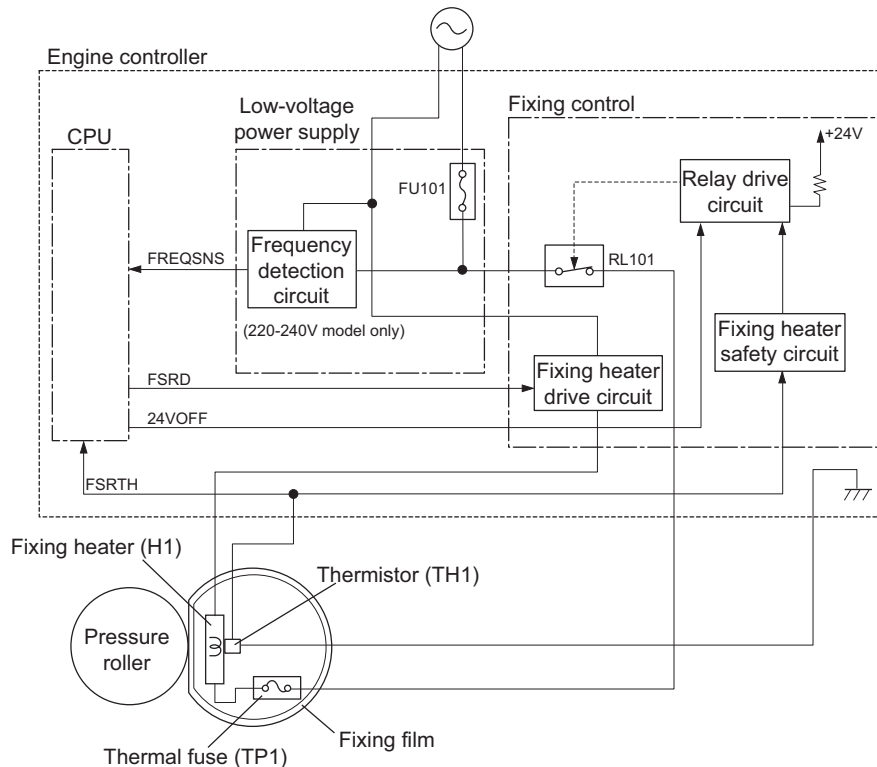 Engine controller
Low-voltage
power supply
Fixing control
CPU
+24V
FU101
Relay drive
circuit
FREQSNS
Frequency
detection
circuit
RL101
(220-240V model only)
Fixing heater
safety circuit
FSRD
Fixing heater
drive circuit
24VOFF
FSRTH
Fixing heater (H1)
Thermistor (TH1)
Pressure
roller
Fixing film
Thermal fuse (TP1)